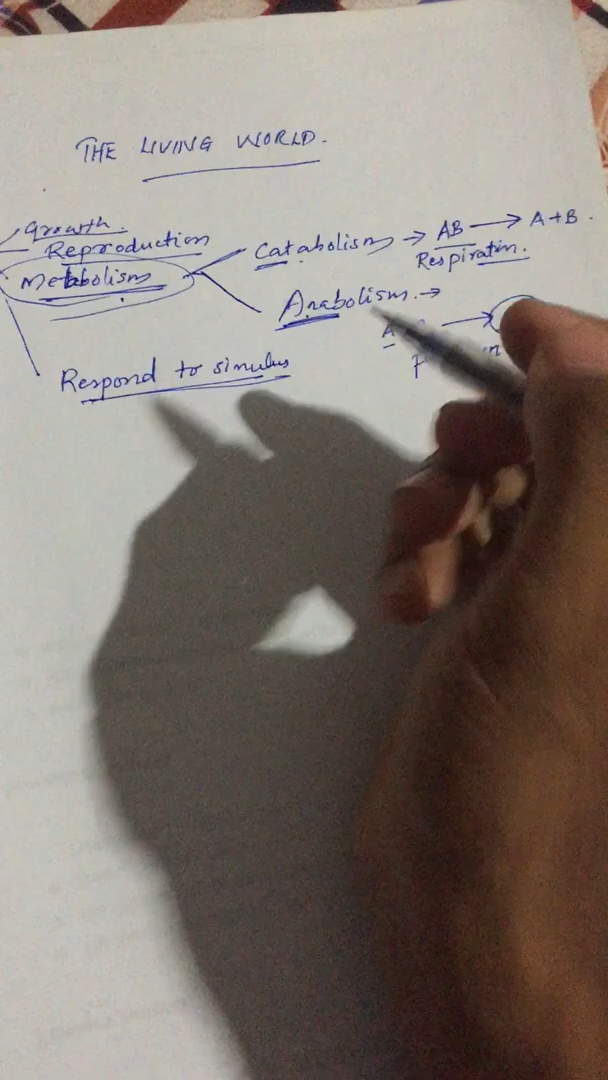 THE LIVING WORLD.
Growth.
Reproduction
Metabolism
Catabolism → AB → A+B.
Respiration.
Anabolism. →
A →
Respond to simulus